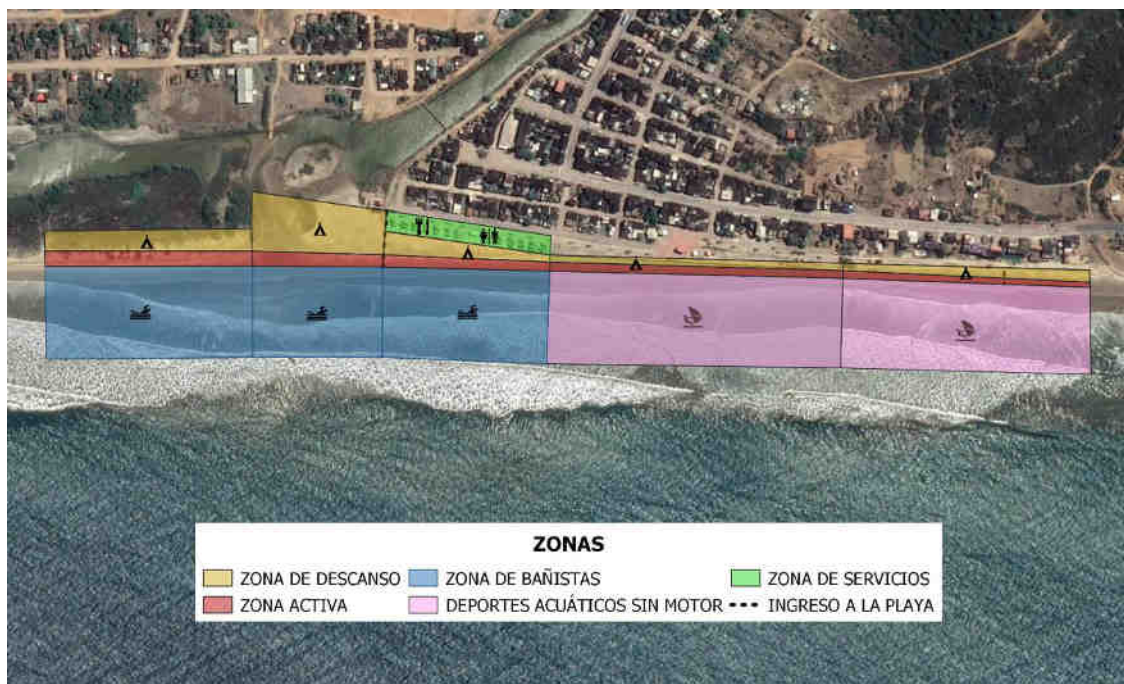 ZONAS
ZONA DE DESCANSO
ZONA DE BAÑISTAS
ZONA DE SERVICIOS
ZONA ACTIVA
DEPORTES ACUÁTICOS SIN MOTOR
INGRESO A LA PLAYA